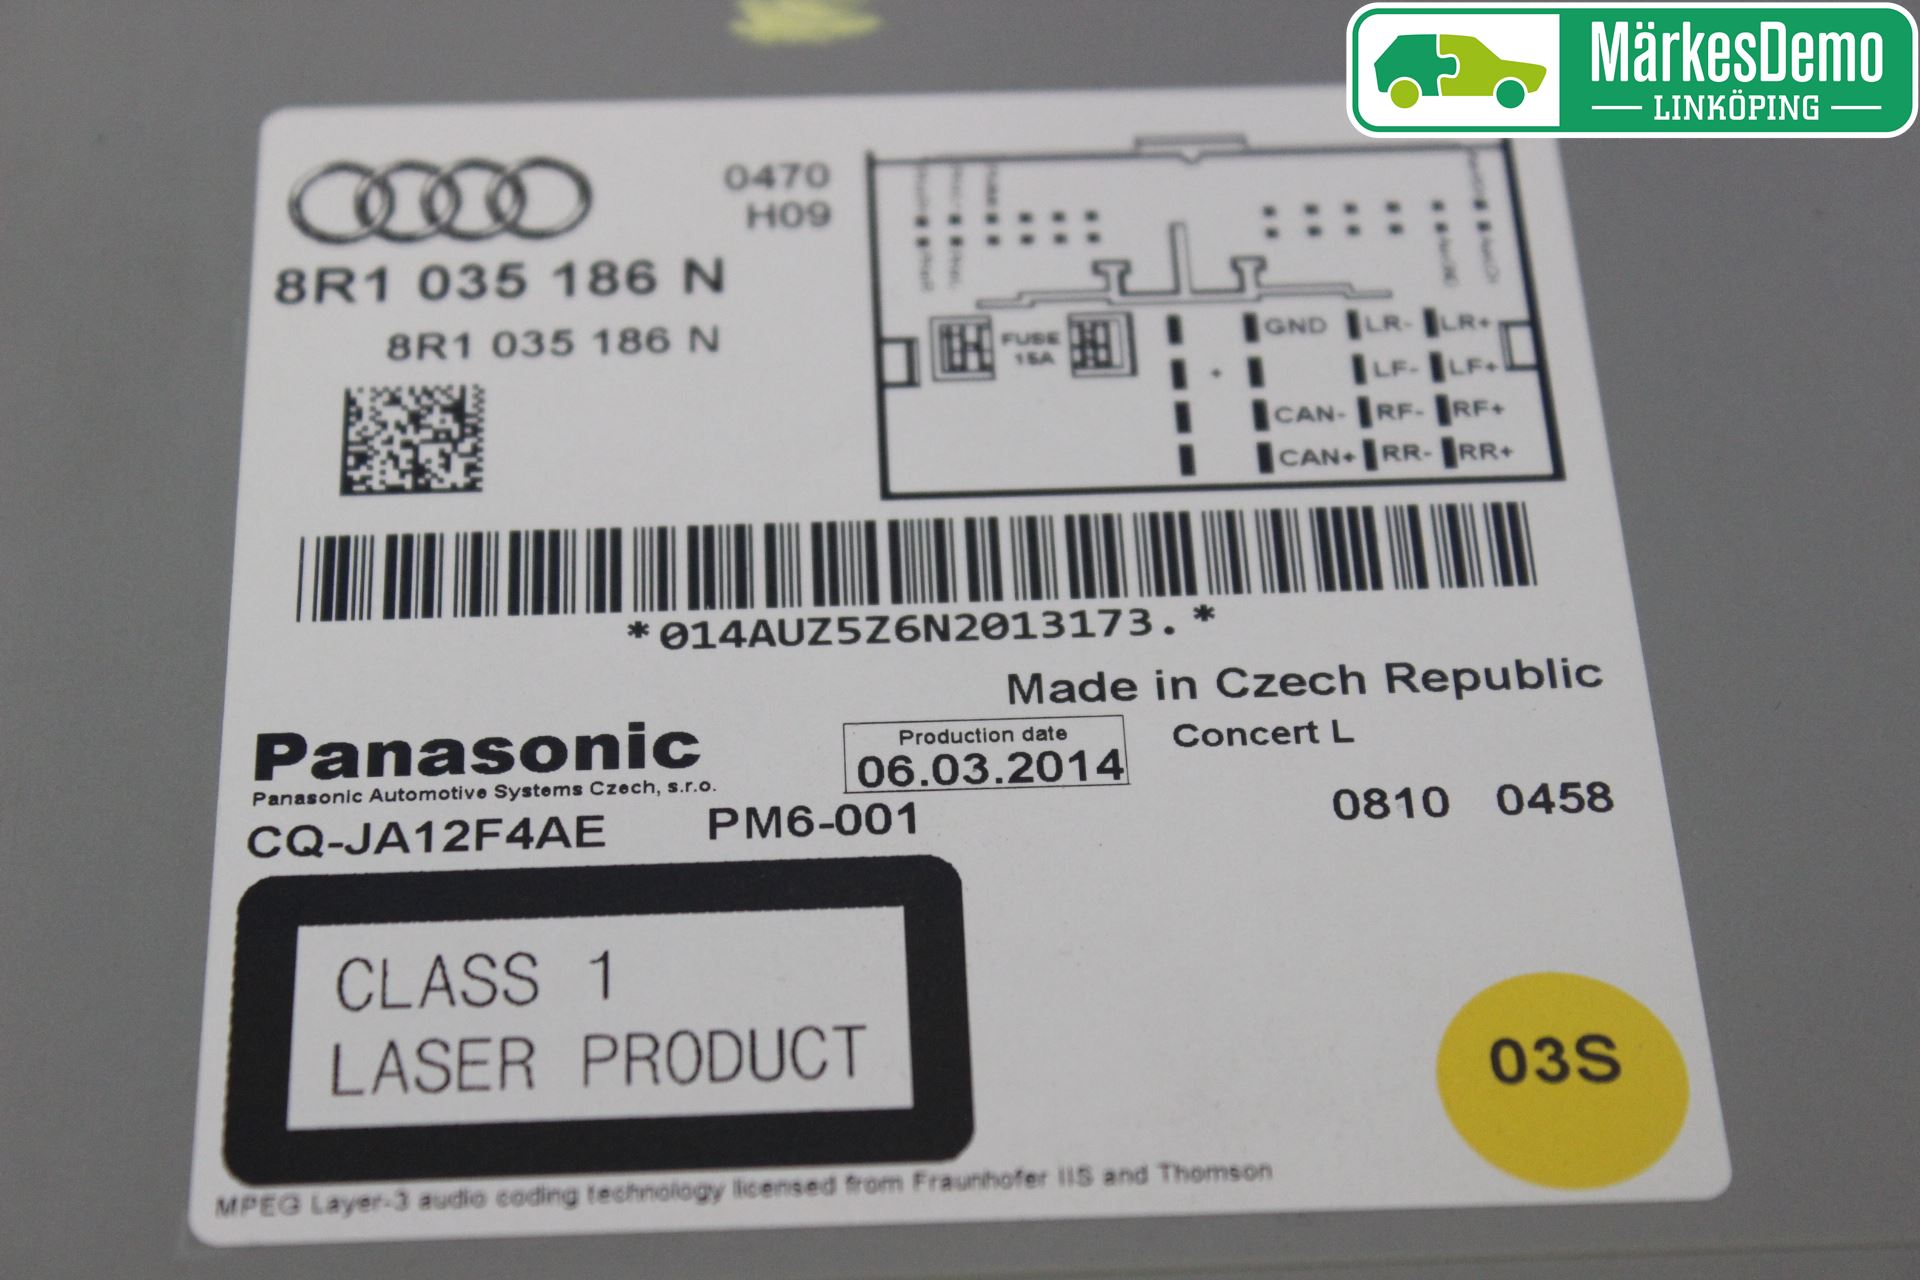 MärkesDemo
LINKÖPING
0470
H09
8R1 035 186 N
8R1 035 186 N
FUSE
15A
+
GND LR- LR+
LF- LF+
CAN- RF- RF+
CAN+ RR- RR+
*014AUZ5Z6N2013173.*
Made in Czech Republic
Panasonic
Panasonic Automotive Systems Czech, s.r.o.
Production date
06.03.2014
Concert L
CQ-JA12F4AE PM6-001
0810 0458
CLASS 1
LASER PRODUCT
03S
MPEG Layer-3 audio coding technology licensed from Fraunhofer IIS and Thomson